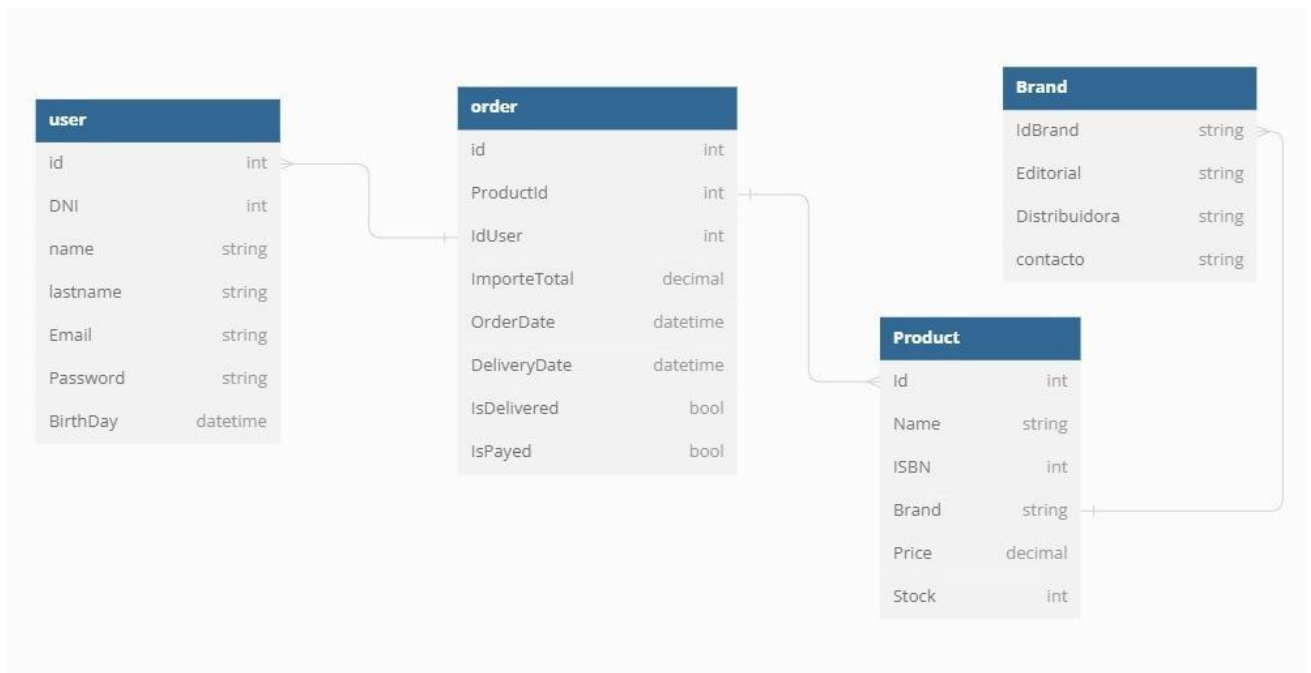 user
id int
DNI int
name string
lastname string
Email string
Password string
BirthDay datetime
order
id int
ProductId int
IdUser int
ImporteTotal decimal
OrderDate datetime
DeliveryDate datetime
IsDelivered bool
IsPayed bool
Brand
IdBrand string
Editorial string
Distribuidora string
contacto string
Product
Id int
Name string
ISBN int
Brand string
Price decimal
Stock int